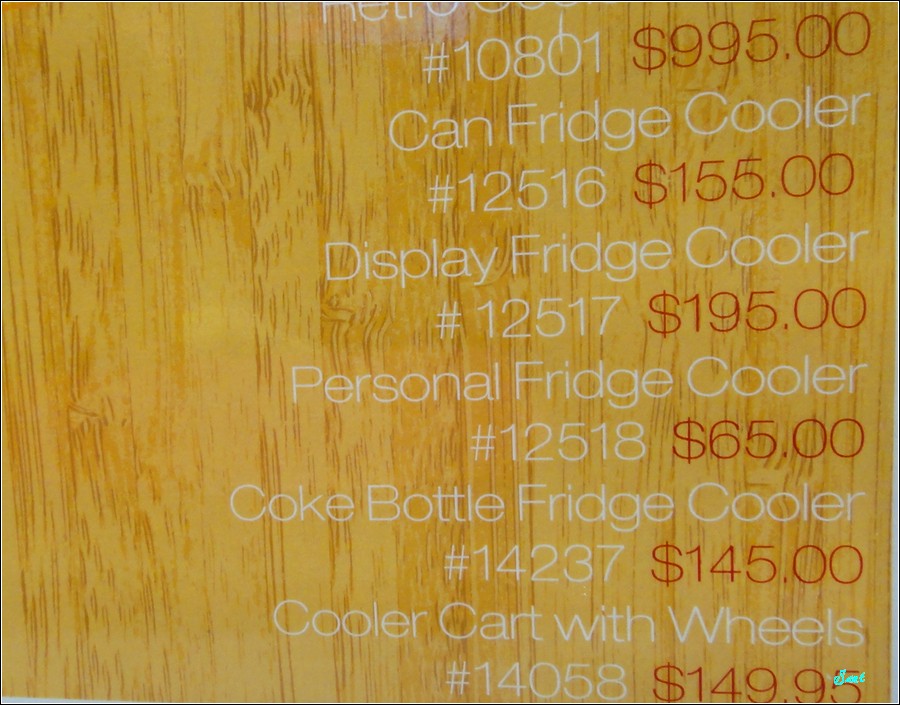 Retro
#10801 $995.00
Can Fridge Cooler
#12516 $155.00
Display Fridge Cooler
# 12517 $195.00
Personal Fridge Cooler
#12518 $65.00
Coke Bottle Fridge Cooler
#14237 $145.00
Cooler Cart with Wheels
#14058 $149.95